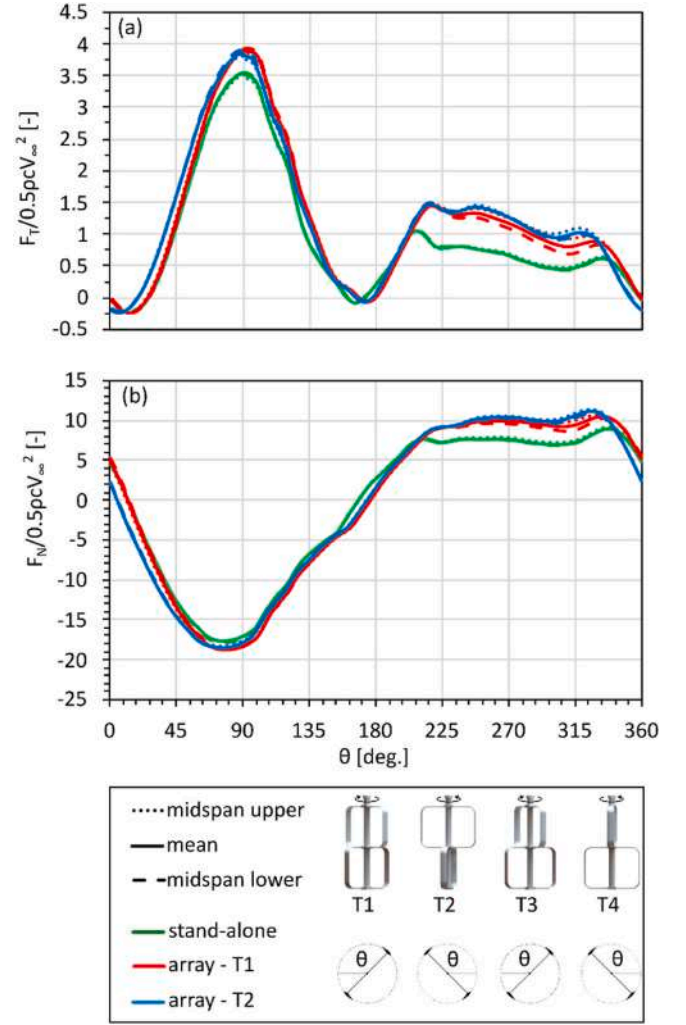 (a)
4.5
4
3.5
3
2.5
2
1.5
1
0.5
0
-0.5
F_T/0.5ρcV∞² [-]
(b)
15
10
5
0
-5
-10
-15
-20
-25
F_N/0.5ρcV∞² [-]
0 45 90 135 180 225 270 315 360
θ [deg.]
midspan upper
mean
midspan lower
T1 T2 T3 T4
stand-alone
array - T1
array - T2
θ θ θ θ